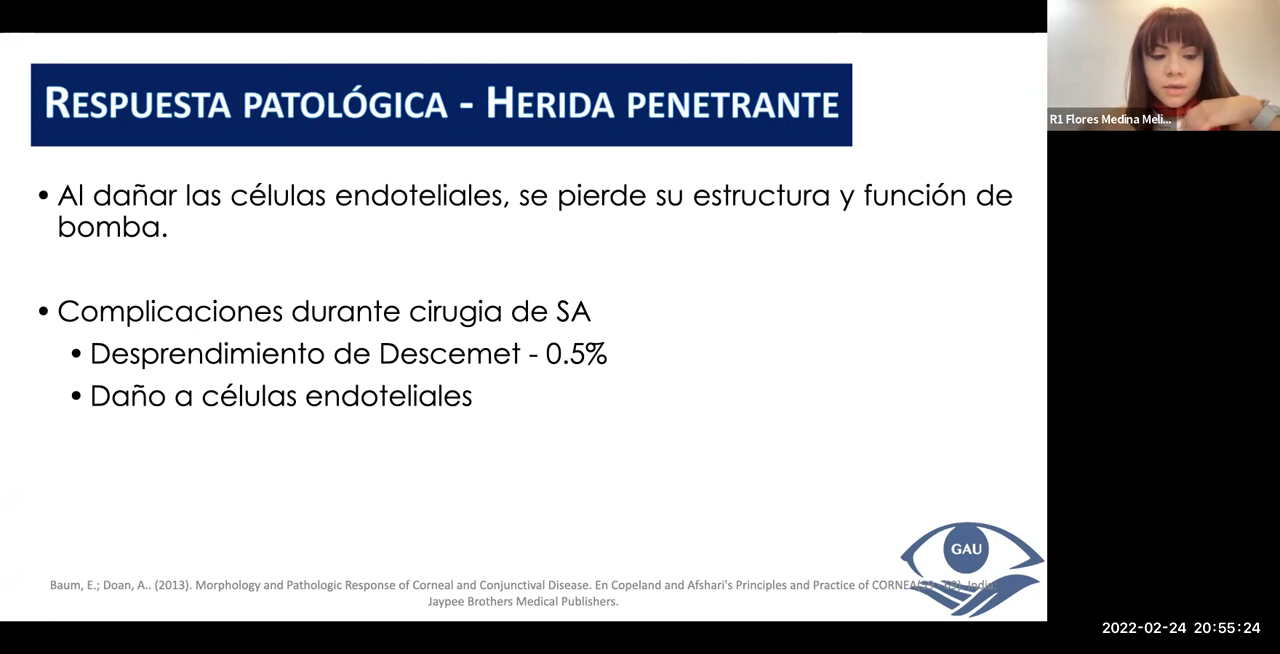 RESPUESTA PATOLÓGICA - HERIDA PENETRANTE
R1 Flores Medina Meli...
• Al dañar las células endoteliales, se pierde su estructura y función de
bomba.
• Complicaciones durante cirugia de SA
• Desprendimiento de Descemet - 0.5%
• Daño a células endoteliales
GAU
Baum, E.; Doan, A.. (2013). Morphology and Pathologic Response of Corneal and Conjunctival Disease. En Copeland and Afshari's Principles and Practice of CORNEA
Jaypee Brothers Medical Publishers.
2022-02-24 20:55:24